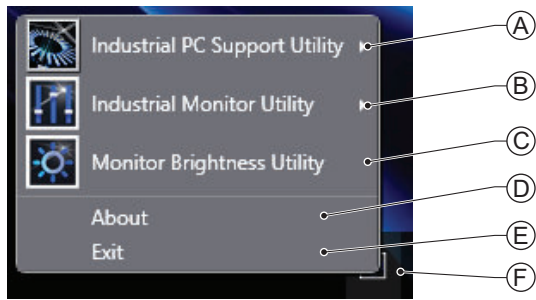 Industrial PC Support Utility
A
Industrial Monitor Utility
B
Monitor Brightness Utility
C
About
D
Exit
E
F